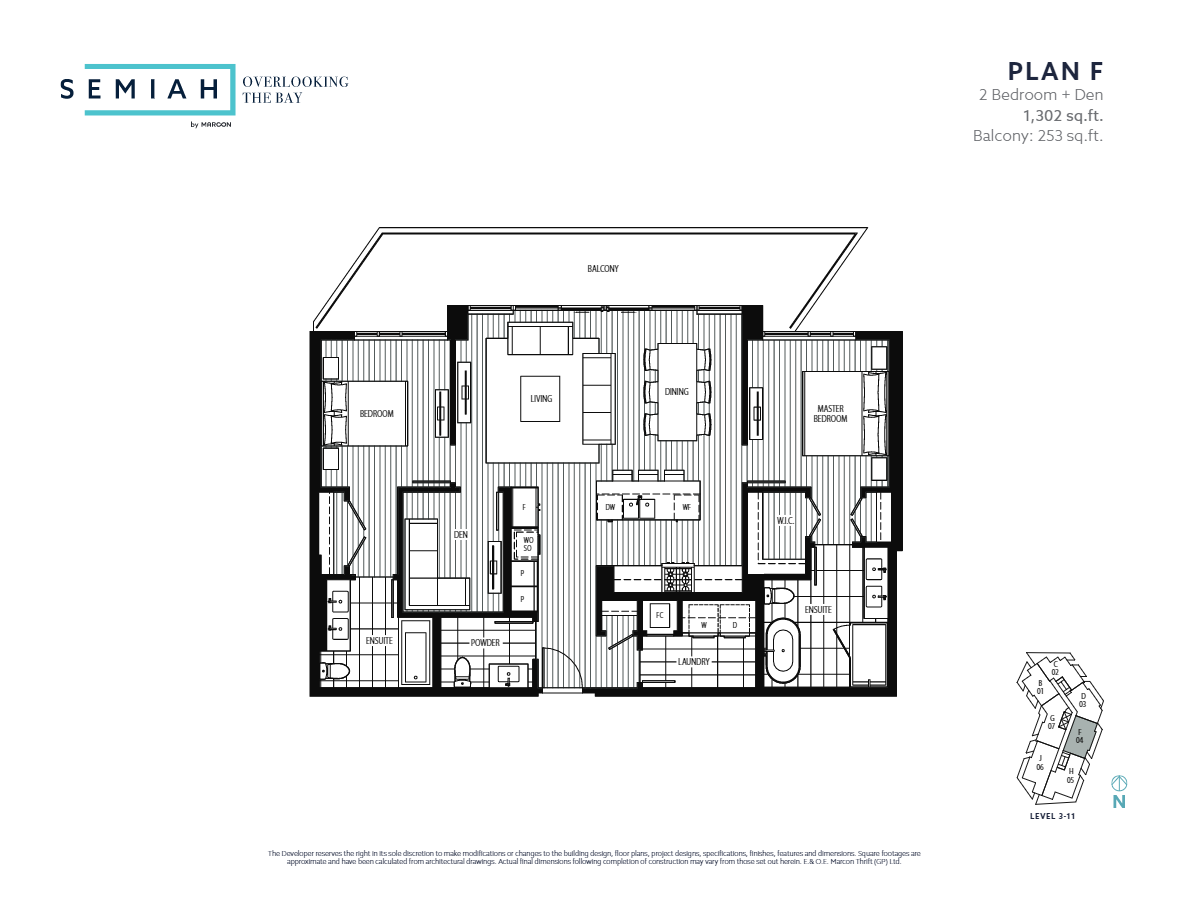 SEMIAH
OVERLOOKING
THE BAY
by MARCON
PLAN F
2 Bedroom + Den
1,302 sq.ft.
Balcony: 253 sq.ft.
BALCONY
LIVING
DINING
BEDROOM
MASTER
BEDROOM
DW
WF
F
W.I.C.
DEN
WO
SO
P
P
ENSUITE
FC
ENSUITE
W
D
POWDER
LAUNDRY
C
02
B
01
D
03
G
07
F
04
J
06
H
05
N
LEVEL 3-11
The Developer reserves the right in its sole discretion to make modifications or changes to the building design, floor plans, project designs, specifications, finishes, features and dimensions. Square footages are
approximate and have been calculated from architectural drawings. Actual final dimensions following completion of construction may vary from those set out herein. E.& O.E. Marcon Thrift (GP) Ltd.